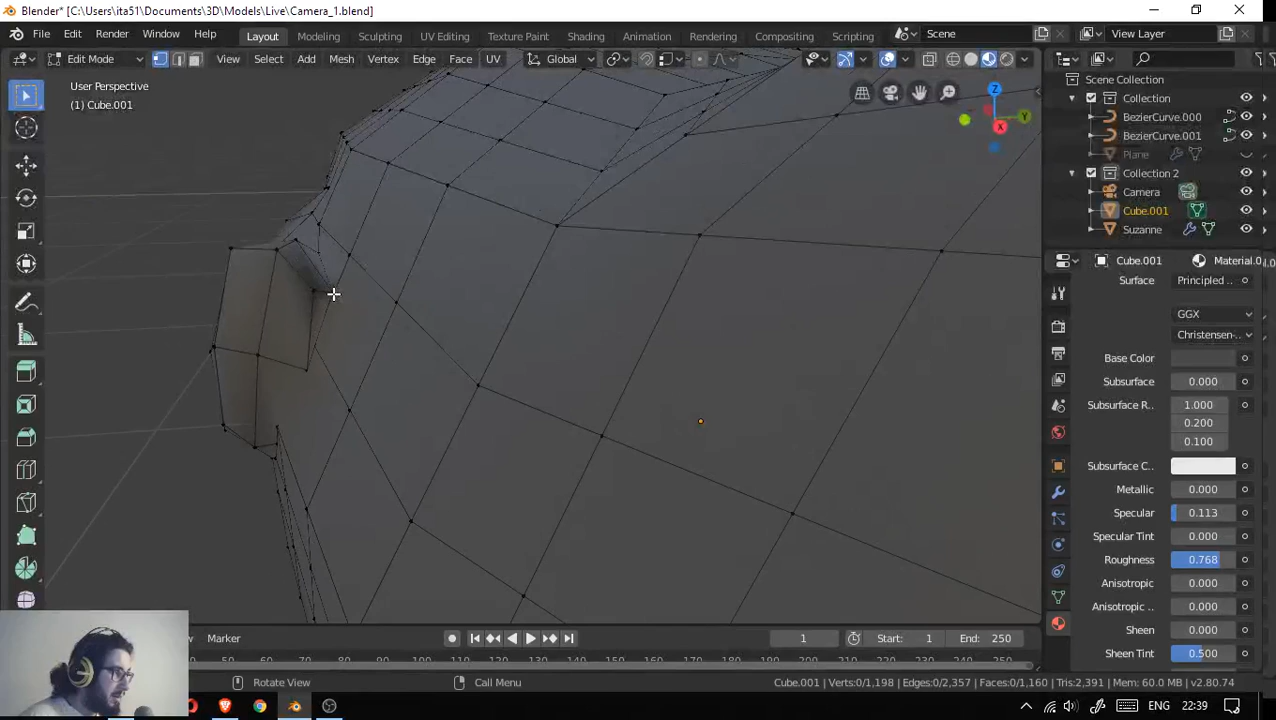 Blender* [C:\Users\ita51\Documents\3D\Models\Live\Camera_1.blend]
File Edit Render Window Help Layout Modeling Sculpting UV Editing Texture Paint Shading Animation Rendering Compositing Scripting Scene View Layer
Edit Mode View Select Add Mesh Vertex Edge Face UV Global
User Perspective
(1) Cube.001
Z
Y
X
Scene Collection
Collection
BezierCurve.000
BezierCurve.001
Plane
Collection 2
Camera
Cube.001
Suzanne
Cube.001 Material.0
Surface Principled ..
GGX
Christensen-..
Base Color
Subsurface 0.000
Subsurface R.. 1.000
0.200
0.100
Subsurface C..
Metallic 0.000
Specular 0.113
Specular Tint 0.000
Roughness 0.768
Anisotropic 0.000
Anisotropic .. 0.000
Sheen 0.000
Sheen Tint 0.500
Marker 1 Start: 1 End: 250
50 60 70 80 90 100 110 120 130 140 150 160 170 180 190 200 210 220 230 240 250
Rotate View Call Menu Cube.001 | Verts:0/1,198 | Edges:0/2,357 | Faces:0/1,160 | Tris:2,391 | Mem: 60.0 MB | v2.80.74
ENG 22:39